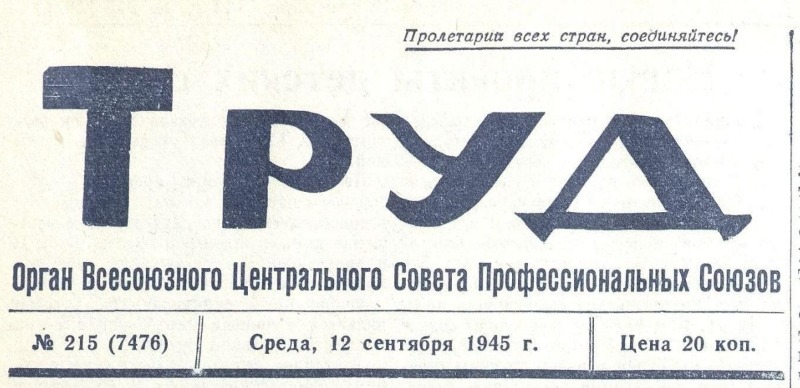 Пролетарии всех стран, соединяйтесь!
Труд
Орган Всесоюзного Центрального Совета Профессиональных Союзов
№ 215 (7476)
Среда, 12 сентября 1945 г.
Цена 20 коп.